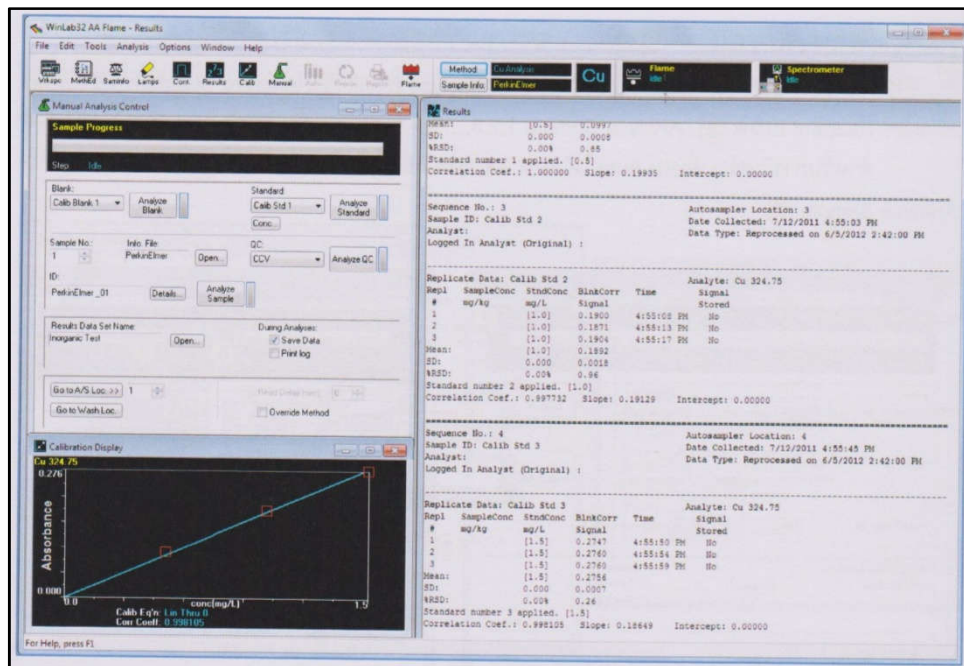 WinLab32 AA Flame - Results
File Edit Tools Analysis Options Window Help
Wkspc MethEd SamInfo Lamps Cont. Results Calib Manual Flame
Method Cu Analysis
Sample Info PerkinElmer
Cu
Flame
Idle
Spectrometer
Idle
Manual Analysis Control
Sample Progress
Step Idle
Blank:
Calib Blank 1
Analyze Blank
Standard
Calib Std 1
Analyze Standard
Conc...
Sample No.: Info. File
1 PerkinElmer Open...
QC:
CCV Analyze QC
ID:
PerkinElmer _01 Details... Analyze Sample
Results Data Set Name:
Inorganic Test Open...
During Analyses:
Save Data
Print log
Go to A/S Loc. >> 1
Go to Wash Loc.
Override Method
Calibration Display
Cu 324.75
0.276
Absorbance
0.000
0.0 conc(mg/L) 1.5
Calib Eq'n: Lin Thru 0
Corr Coeff: 0.998105
Results
Mean: [0.5] 0.0997
SD: 0.000 0.0008
%RSD: 0.00% 0.85
Standard number 1 applied. [0.5]
Correlation Coef.: 1.000000 Slope: 0.19935 Intercept: 0.00000
Sequence No.: 3 Autosampler Location: 3
Sample ID: Calib Std 2 Date Collected: 7/12/2011 4:55:03 PM
Analyst: Data Type: Reprocessed on 6/5/2012 2:42:00 PM
Logged In Analyst (Original) :
Replicate Data: Calib Std 2 Analyte: Cu 324.75
Repl SampleConc StndConc BlnkCorr Time Signal
# mg/kg mg/L Signal Stored
1 [1.0] 0.1900 4:55:08 PM No
2 [1.0] 0.1871 4:55:13 PM No
3 [1.0] 0.1904 4:55:17 PM No
Mean: [1.0] 0.1892
SD: 0.000 0.0018
%RSD: 0.00% 0.96
Standard number 2 applied. [1.0]
Correlation Coef.: 0.997732 Slope: 0.19129 Intercept: 0.00000
Sequence No.: 4 Autosampler Location: 4
Sample ID: Calib Std 3 Date Collected: 7/12/2011 4:55:45 PM
Analyst: Data Type: Reprocessed on 6/5/2012 2:42:00 PM
Logged In Analyst (Original) :
Replicate Data: Calib Std 3 Analyte: Cu 324.75
Repl SampleConc StndConc BlnkCorr Time Signal
# mg/kg mg/L Signal Stored
1 [1.5] 0.2747 4:55:50 PM No
2 [1.5] 0.2760 4:55:54 PM No
3 [1.5] 0.2760 4:55:59 PM No
Mean: [1.5] 0.2756
SD: 0.000 0.0007
%RSD: 0.00% 0.26
Standard number 3 applied. [1.5]
Correlation Coef.: 0.998105 Slope: 0.18649 Intercept: 0.00000
For Help, press F1